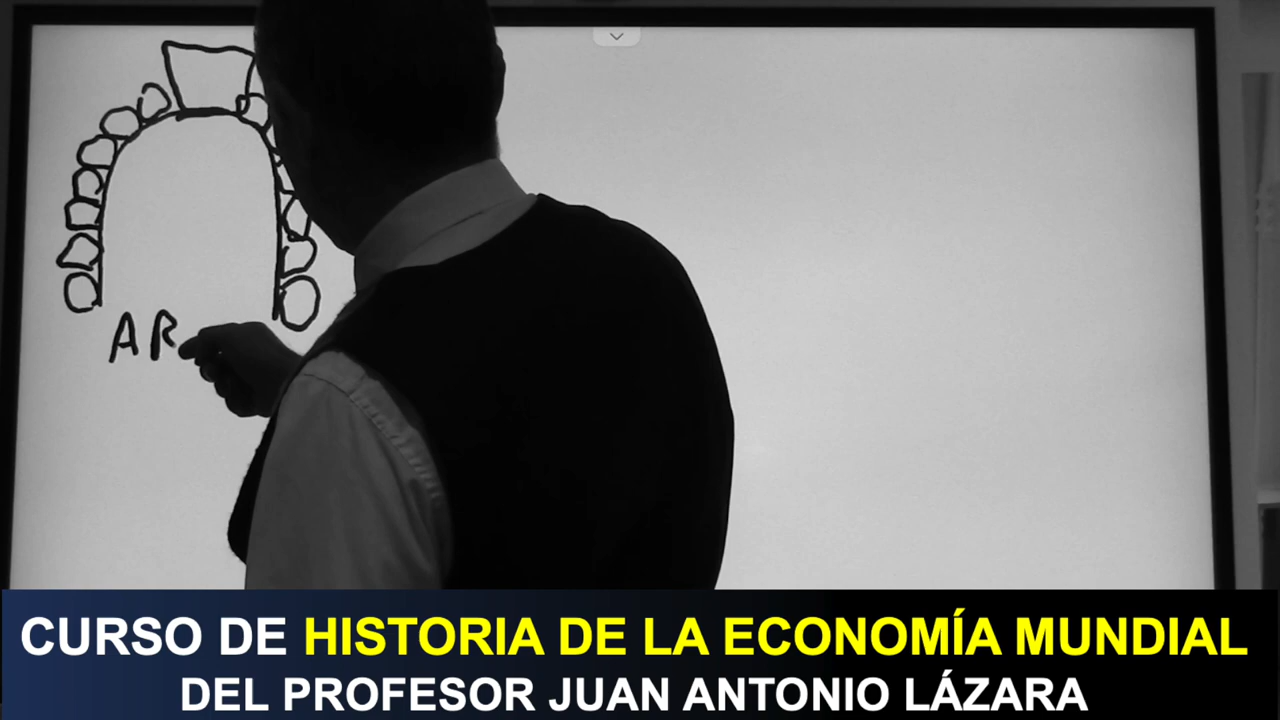 AR
CURSO DE HISTORIA DE LA ECONOMÍA MUNDIAL
DEL PROFESOR JUAN ANTONIO LÁZARA